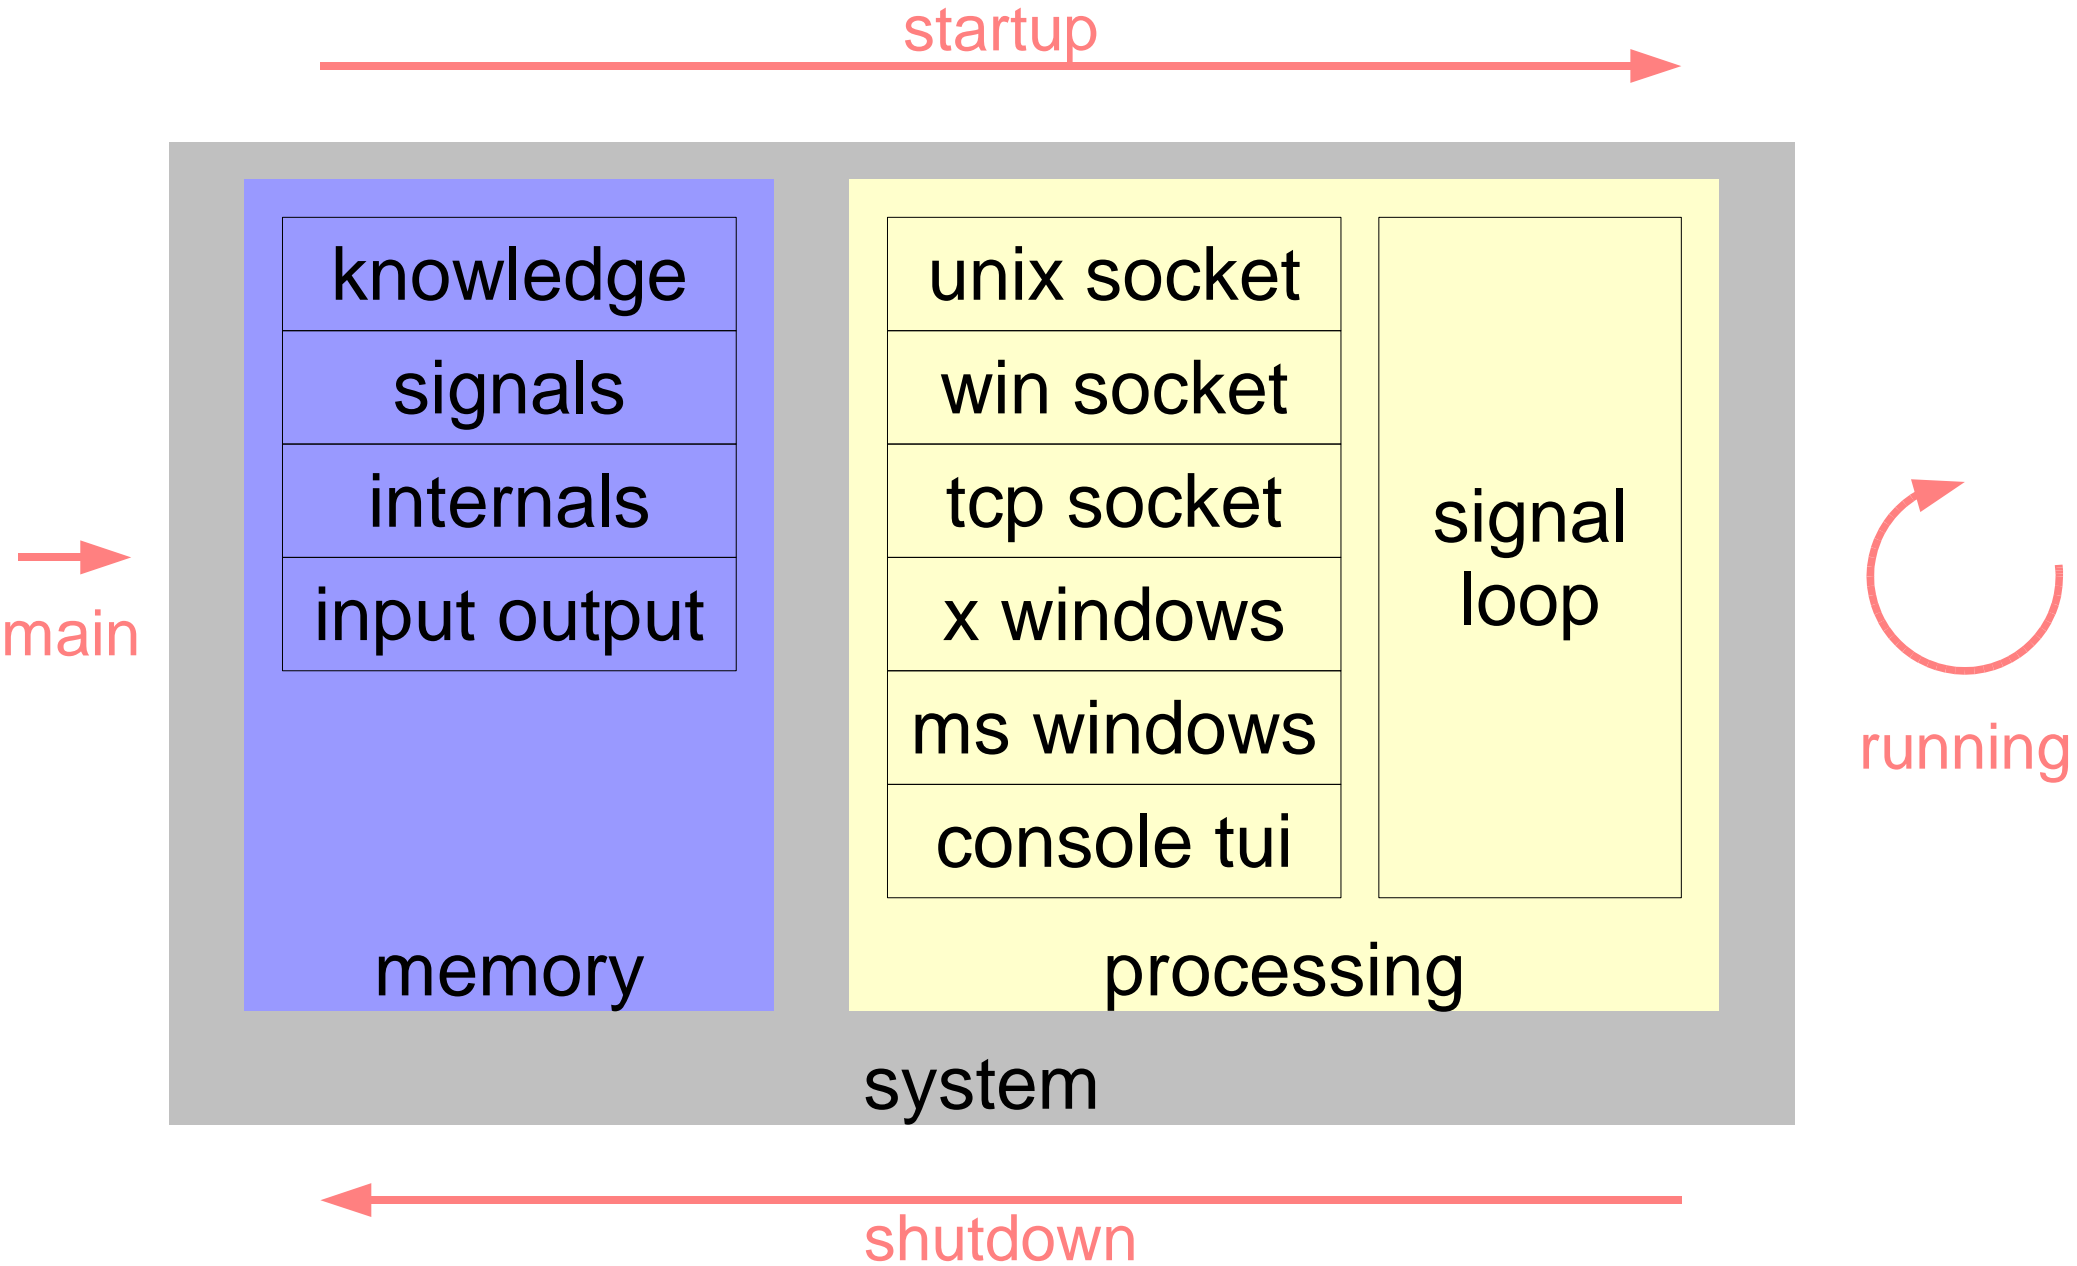 startup
main
knowledge
signals
internals
input output
memory
unix socket
win socket
tcp socket
x windows
ms windows
console tui
signal
loop
processing
system
running
shutdown